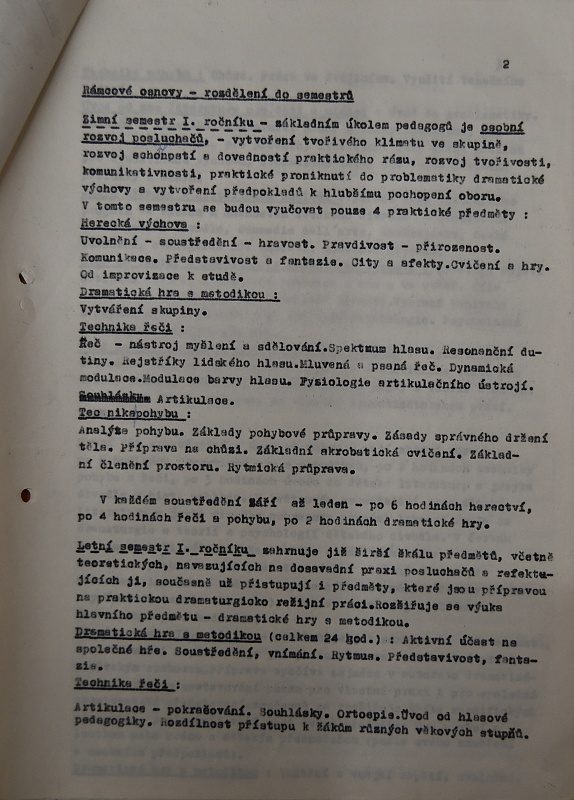 2
Rámcové osnovy - rozdělení do semestrů
Zimní semestr I. ročníku - základním úkolem pedagogů je osobní
rozvoj posluchačů, - vytvoření tvořivého klimatu ve skupině,
rozvoj schopností a dovedností praktického rázu, rozvoj tvořivosti,
komunikativnosti, praktické proniknutí do problematiky dramatické
výchovy a vytvoření předpokladů k hlubšímu pochopení oboru.
V tomto semestru se budou vyučovat pouze 4 praktické předměty :
Herecká výchova :
Uvolnění - soustředění - hravost. Pravdivost - přirozenost.
Komunikace. Představivost a fantazie. City a afekty.Cvičení a hry.
Od improvizace k etudě.
Dramatická hra s metodikou :
Vytváření skupiny.
Technika řeči :
Řeč - nástroj myšlení a sdělování.Spektrum hlasu. Resonanční du-
tiny. Rejstříky lidského hlasu.Mluvená a psaná řeč. Dynamická
modulace.Modulace barvy hlasu. Fysiologie artikulačního ústrojí.
Souhlásky Artikulace.
Tec nikapohybu :
Analýza pohybu. Základy pohybové průpravy. Zásady správného držení
těla. Příprava na chůzi. Základní akrobatická cvičení. Základ-
ní členění prostoru. Rytmická průprava.
V každém soustředění září až leden - po 6 hodinách herectví,
po 4 hodinách řeči a pohybu, po 2 hodinách dramatické hry.
Letní semestr I. ročníku zahrnuje již širší škálu předmětů, včetně
teoretických, navazujících na dosavadní praxi posluchačů a refektu-
jících ji, současně už přistupují i předměty, které jsou přípravou
na praktickou dramaturgicko režijní práci.Rozšiřuje se výuka
hlavního předmětu - dramatické hry s metodikou.
Dramatická hra s metodikou (celkem 24 hod.) : Aktivní účast na
společné hře. Soustředění, vnímání. Rytmus. Představivost, fanta-
zie.
Technika řeči :
Artikulace - pokračování. Souhlásky. Ortoepie.Úvod od hlasové
pedagogiky. Rozdílnost přístupu k žákům různých věkových stupňů.